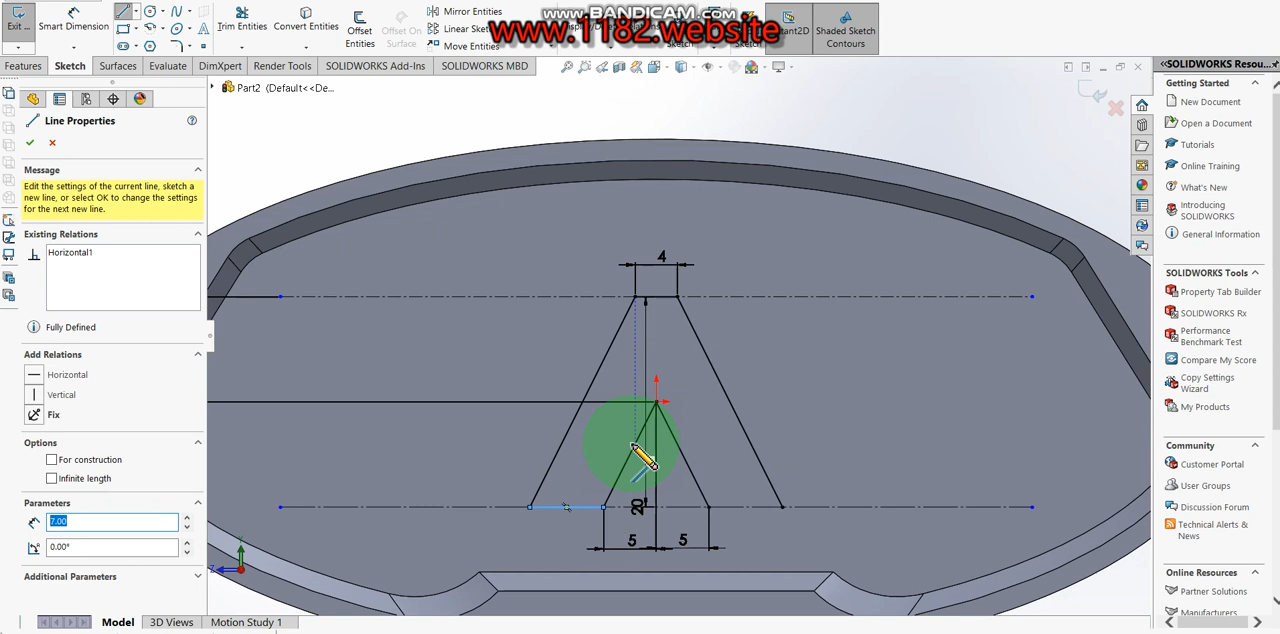 www.BANDICAM.com
www.1182.website
Exit ...
Smart Dimension
Trim Entities
Convert Entities
Offset Entities
Offset On Surface
Mirror Entities
Linear Sketch
Move Entities
Instant2D
Shaded Sketch Contours
Features
Sketch
Surfaces
Evaluate
DimXpert
Render Tools
SOLIDWORKS Add-Ins
SOLIDWORKS MBD
Part2 (Default<<De...
Line Properties
Message
Edit the settings of the current line, sketch a
new line, or select OK to change the settings
for the next new line.
Existing Relations
Horizontal1
Fully Defined
Add Relations
Horizontal
Vertical
Fix
Options
For construction
Infinite length
Parameters
7.00
0.00°
Additional Parameters
4
20
5
5
Z
Model
3D Views
Motion Study 1
SOLIDWORKS Resou...
Getting Started
New Document
Open a Document
Tutorials
Online Training
What's New
Introducing
SOLIDWORKS
General Information
SOLIDWORKS Tools
Property Tab Builder
SOLIDWORKS Rx
Performance
Benchmark Test
Compare My Score
Copy Settings
Wizard
My Products
Community
Customer Portal
User Groups
Discussion Forum
Technical Alerts &
News
Online Resources
Partner Solutions
Manufacturers